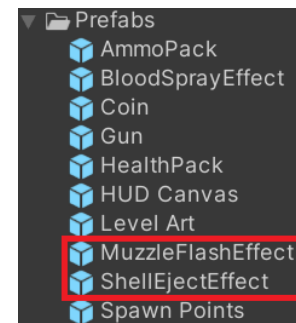 Prefabs
AmmoPack
BloodSprayEffect
Coin
Gun
HealthPack
HUD Canvas
Level Art
MuzzleFlashEffect
ShellEjectEffect
Spawn Points